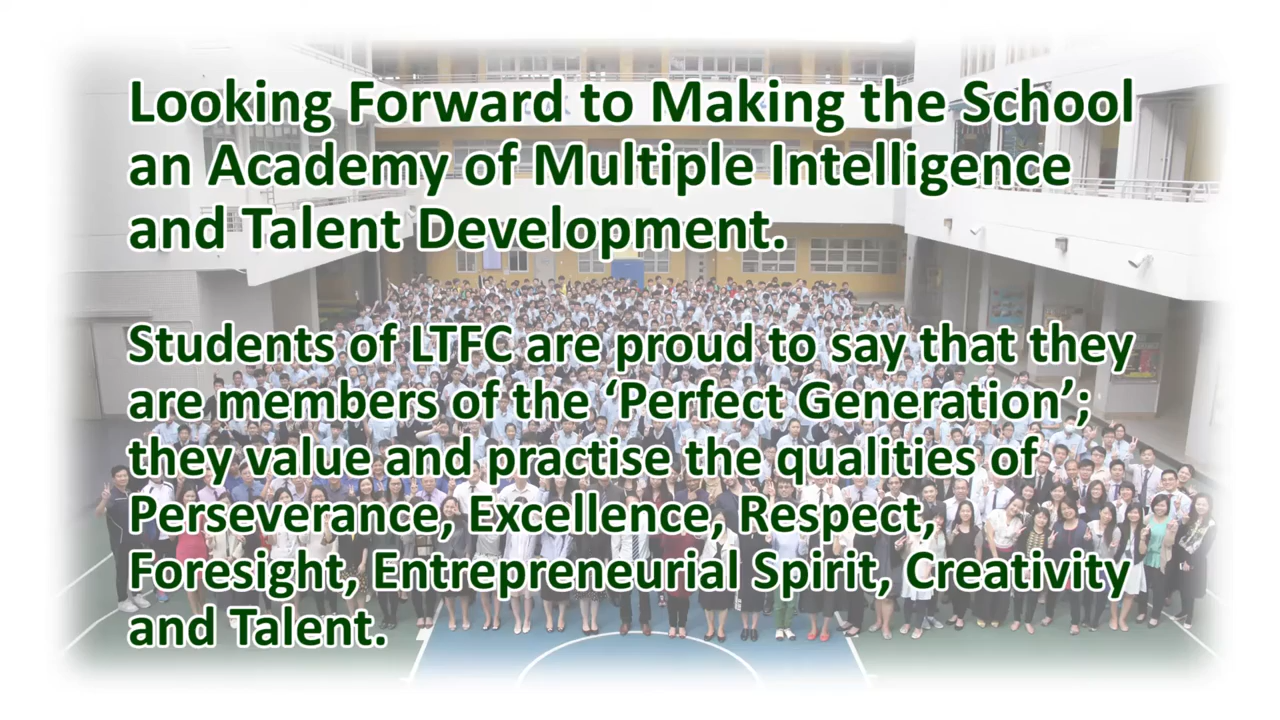 Looking Forward to Making the School
an Academy of Multiple Intelligence
and Talent Development.
Students of LTFC are proud to say that they
are members of the ‘Perfect Generation’;
they value and practise the qualities of
Perseverance, Excellence, Respect,
Foresight, Entrepreneurial Spirit, Creativity
and Talent.